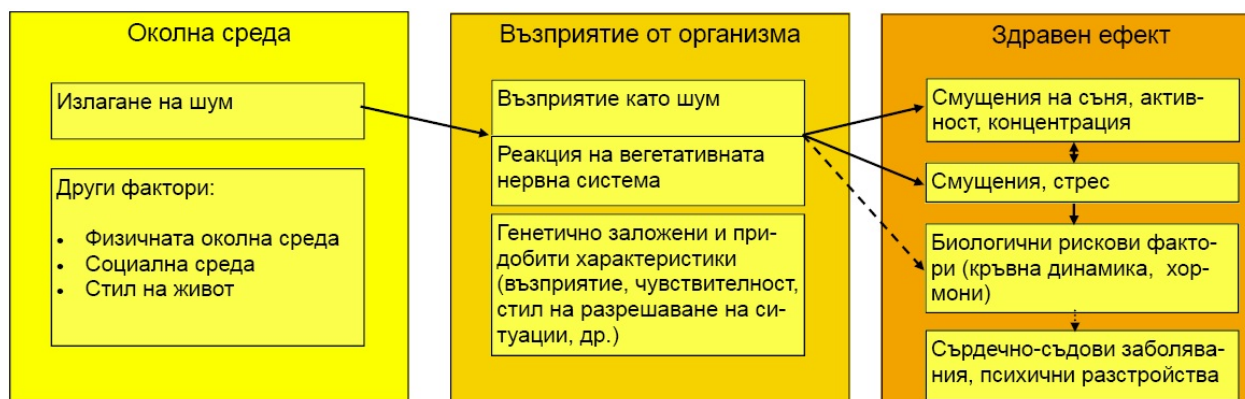 Околна среда
Излагане на шум
Други фактори:
• Физичната околна среда
• Социална среда
• Стил на живот
Възприятие от организма
Възприятие като шум
Реакция на вегетативната
нервна система
Генетично заложени и при-
добити характеристики
(възприятие, чувствителност,
стил на разрешаване на си-
туации, др.)
Здравен ефект
Смущения на съня, актив-
ност, концентрация
Смущения, стрес
Биологични рискови факто-
ри (кръвна динамика, хор-
мони)
Сърдечно-съдови заболява-
ния, психични разстройства